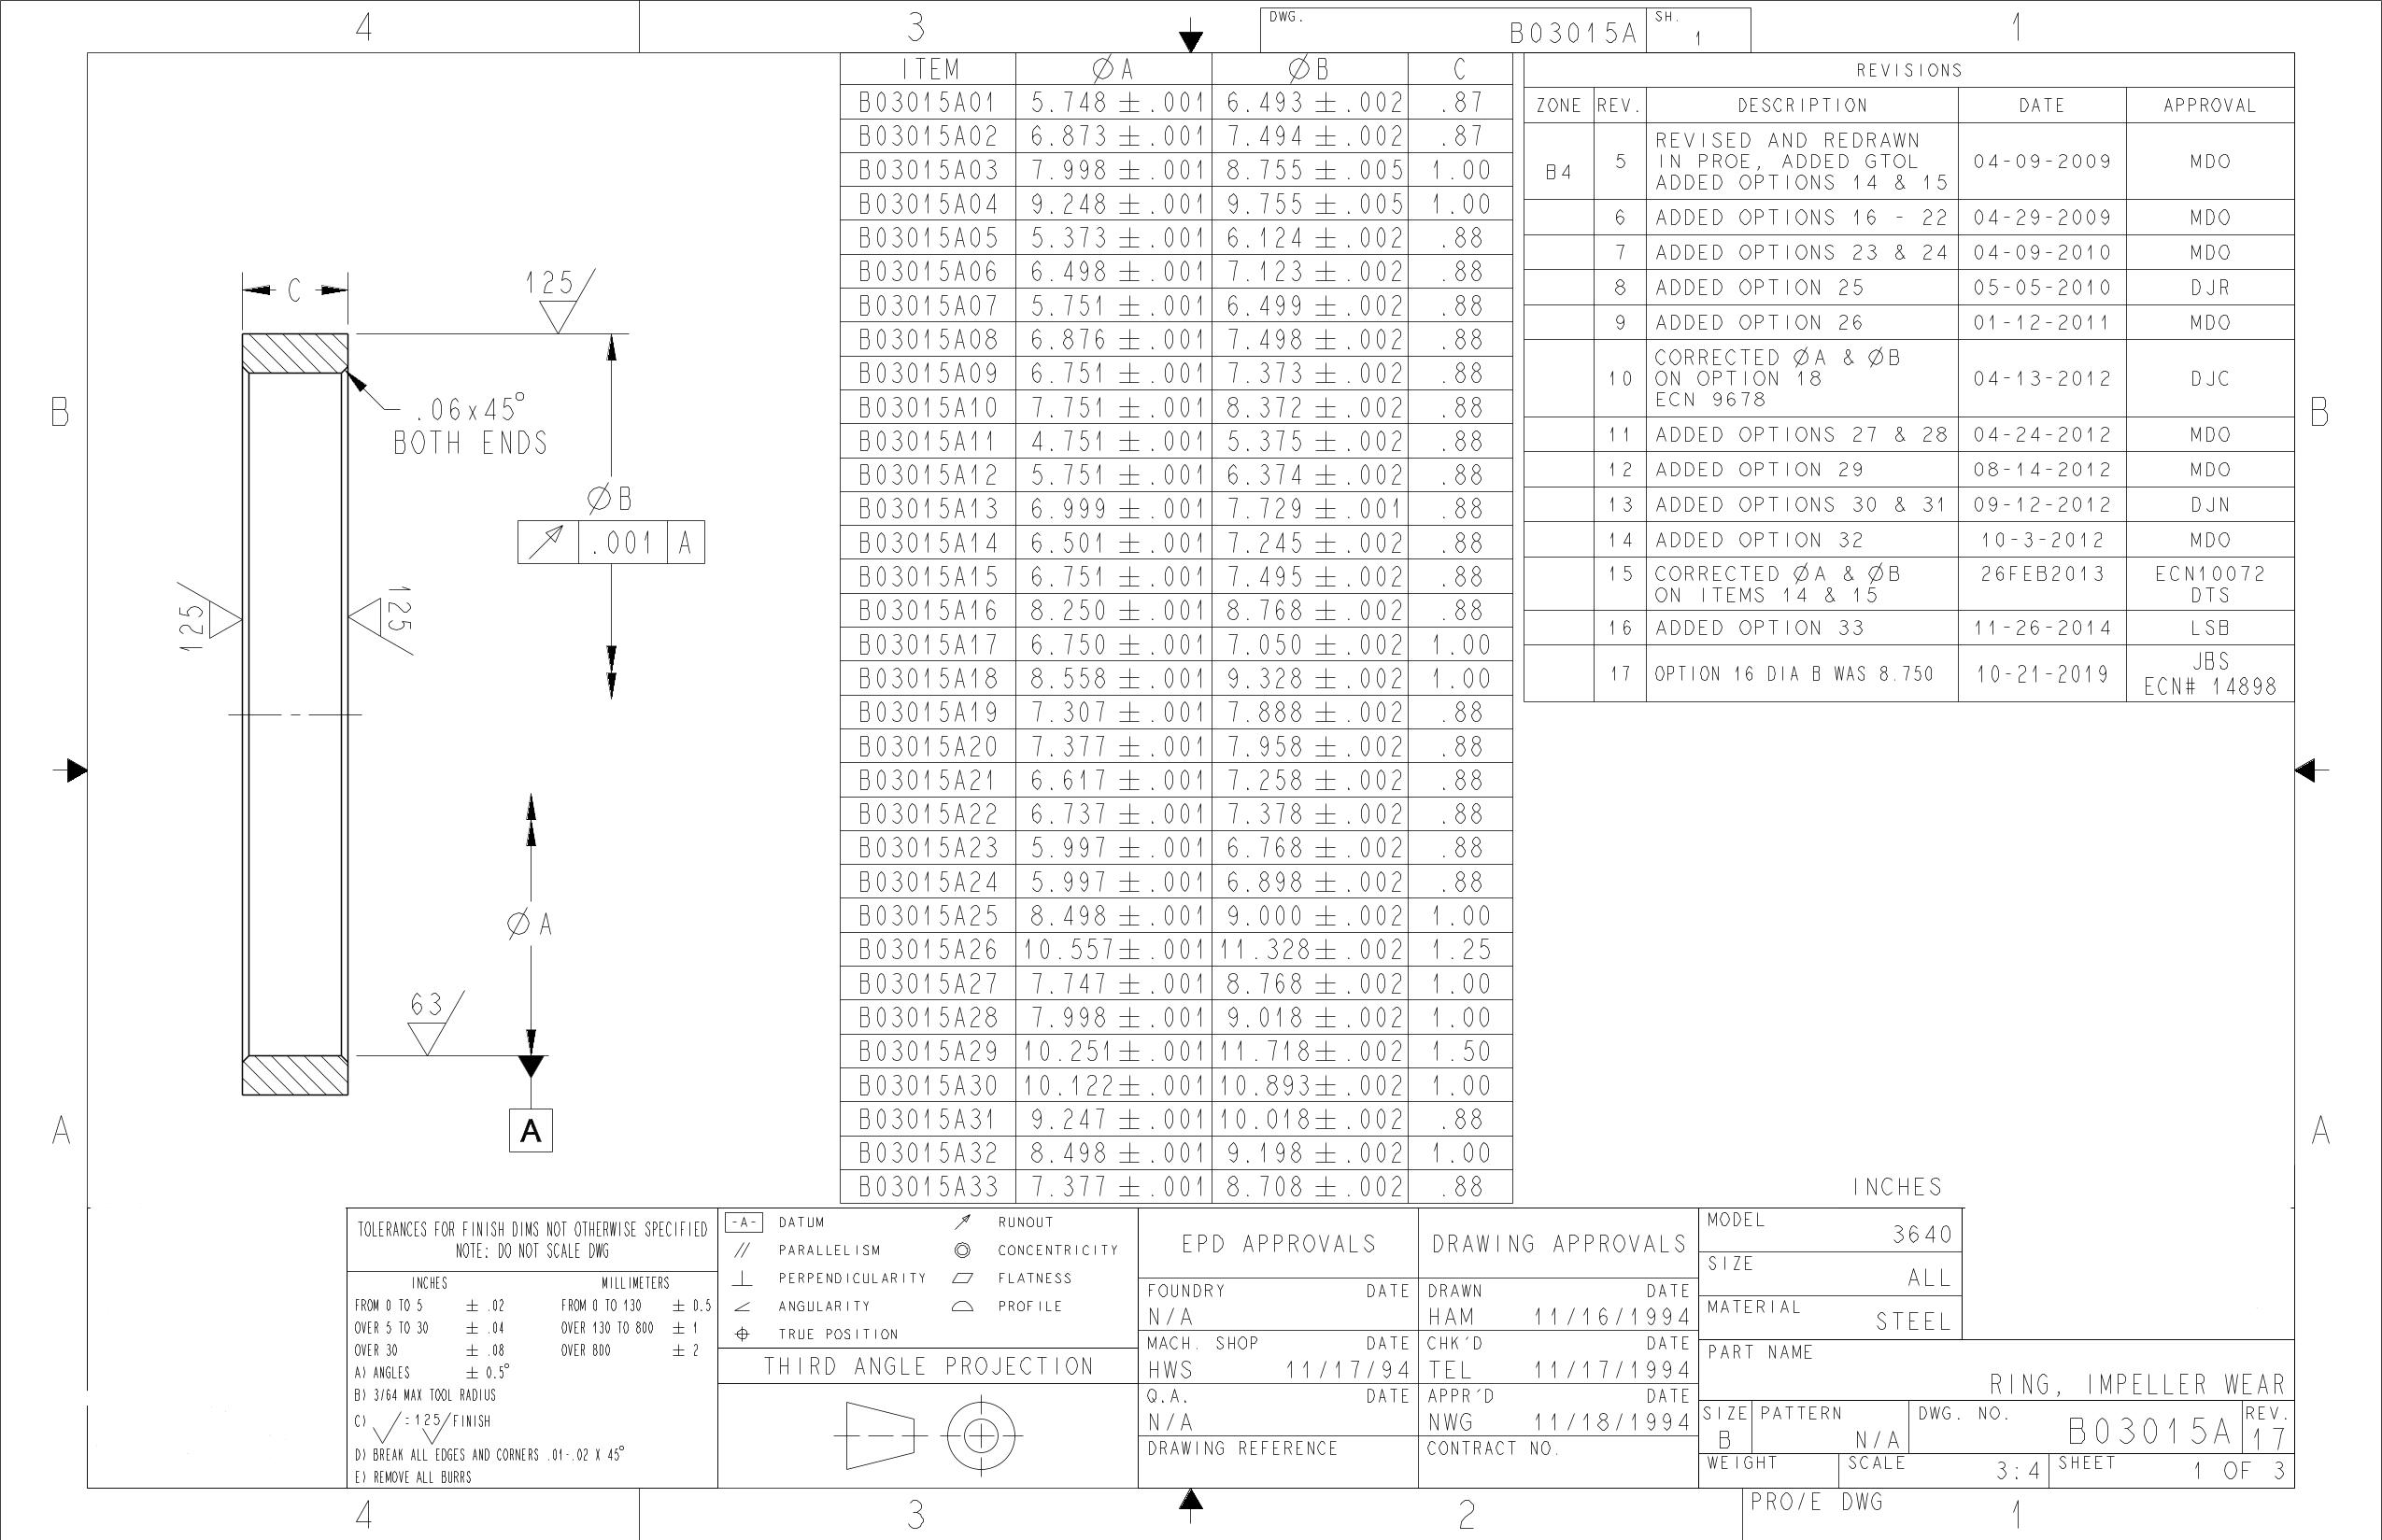 4
3
DWG.
B03015A
SH.
1
1
ITEM ØA ØB C
B03015A01 5.748 ±.001 6.493 ±.002 .87
B03015A02 6.873 ±.001 7.494 ±.002 .87
B03015A03 7.998 ±.001 8.755 ±.005 1.00
B03015A04 9.248 ±.001 9.755 ±.005 1.00
B03015A05 5.373 ±.001 6.124 ±.002 .88
B03015A06 6.498 ±.001 7.123 ±.002 .88
B03015A07 5.751 ±.001 6.499 ±.002 .88
B03015A08 6.876 ±.001 7.498 ±.002 .88
B03015A09 6.751 ±.001 7.373 ±.002 .88
B03015A10 7.751 ±.001 8.372 ±.002 .88
B03015A11 4.751 ±.001 5.375 ±.002 .88
B03015A12 5.751 ±.001 6.374 ±.002 .88
B03015A13 6.999 ±.001 7.729 ±.001 .88
B03015A14 6.501 ±.001 7.245 ±.002 .88
B03015A15 6.751 ±.001 7.495 ±.002 .88
B03015A16 8.250 ±.001 8.768 ±.002 .88
B03015A17 6.750 ±.001 7.050 ±.002 1.00
B03015A18 8.558 ±.001 9.328 ±.002 1.00
B03015A19 7.307 ±.001 7.888 ±.002 .88
B03015A20 7.377 ±.001 7.958 ±.002 .88
B03015A21 6.617 ±.001 7.258 ±.002 .88
B03015A22 6.737 ±.001 7.378 ±.002 .88
B03015A23 5.997 ±.001 6.768 ±.002 .88
B03015A24 5.997 ±.001 6.898 ±.002 .88
B03015A25 8.498 ±.001 9.000 ±.002 1.00
B03015A26 10.557±.001 11.328±.002 1.25
B03015A27 7.747 ±.001 8.768 ±.002 1.00
B03015A28 7.998 ±.001 9.018 ±.002 1.00
B03015A29 10.251±.001 11.718±.002 1.50
B03015A30 10.122±.001 10.893±.002 1.00
B03015A31 9.247 ±.001 10.018±.002 .88
B03015A32 8.498 ±.001 9.198 ±.002 1.00
B03015A33 7.377 ±.001 8.708 ±.002 .88
REVISIONS
ZONE REV. DESCRIPTION DATE APPROVAL
B4 5 REVISED AND REDRAWN
IN PROE, ADDED GTOL 04-09-2009 MDO
ADDED OPTIONS 14 & 15
6 ADDED OPTIONS 16 - 22 04-29-2009 MDO
7 ADDED OPTIONS 23 & 24 04-09-2010 MDO
8 ADDED OPTION 25 05-05-2010 DJR
9 ADDED OPTION 26 01-12-2011 MDO
CORRECTED ØA & ØB
10 ON OPTION 18 04-13-2012 DJC
ECN 9678
11 ADDED OPTIONS 27 & 28 04-24-2012 MDO
12 ADDED OPTION 29 08-14-2012 MDO
13 ADDED OPTIONS 30 & 31 09-12-2012 DJN
14 ADDED OPTION 32 10-3-2012 MDO
15 CORRECTED ØA & ØB 26FEB2013 ECN10072
ON ITEMS 14 & 15 DTS
16 ADDED OPTION 33 11-26-2014 LSB
17 OPTION 16 DIA B WAS 8.750 10-21-2019 JBS
ECN# 14898
C
125
.06x45°
BOTH ENDS
ØB
.001 A
125
125
ØA
63
A
B
B
A
A
INCHES
TOLERANCES FOR FINISH DIMS NOT OTHERWISE SPECIFIED
NOTE: DO NOT SCALE DWG
INCHES MILLIMETERS
FROM 0 TO 5 ± .02 FROM 0 TO 130 ± 0.5
OVER 5 TO 30 ± .04 OVER 130 TO 800 ± 1
OVER 30 ± .08 OVER 800 ± 2
A) ANGLES ± 0.5°
B) 3/64 MAX TOOL RADIUS
C) =125 FINISH
D) BREAK ALL EDGES AND CORNERS .01-.02 X 45°
E) REMOVE ALL BURRS
-A- DATUM RUNOUT
PARALLELISM CONCENTRICITY
PERPENDICULARITY FLATNESS
ANGULARITY PROFILE
TRUE POSITION
THIRD ANGLE PROJECTION
EPD APPROVALS
FOUNDRY DATE
N/A
MACH. SHOP DATE
HWS 11/17/94
Q.A. DATE
N/A
DRAWING REFERENCE
DRAWING APPROVALS
DRAWN DATE
HAM 11/16/1994
CHK'D DATE
TEL 11/17/1994
APPR'D DATE
NWG 11/18/1994
CONTRACT NO.
MODEL
3640
SIZE
ALL
MATERIAL
STEEL
PART NAME
RING, IMPELLER WEAR
SIZE PATTERN DWG. NO. REV.
B N/A B03015A 17
WEIGHT SCALE 3:4 SHEET 1 OF 3
4
3
2
PRO/E DWG
1